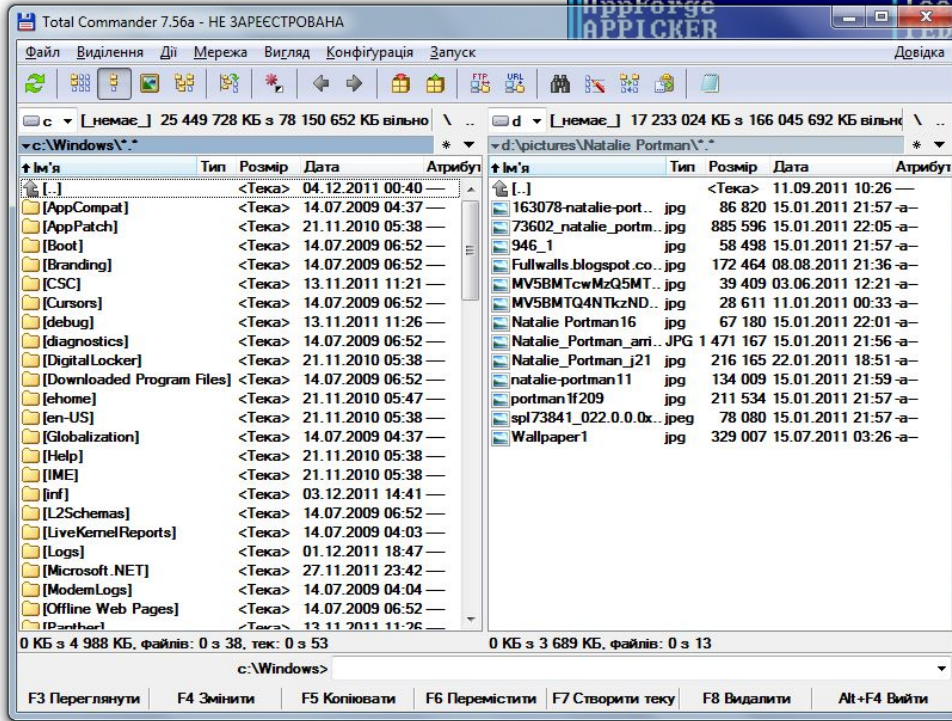 AppForge
APPICKER
Total Commander 7.56a - НЕ ЗАРЕЄСТРОВАНА
Файл Виділення Дії Мережа Вигляд Конфіґурація Запуск Довідка
FTP URL
c [_немає_] 25 449 728 КБ з 78 150 652 КБ вільно \ ..
c:\Windows\*.* *
Ім'я Тип Розмір Дата Атрибут
[..] <Тека> 04.12.2011 00:40 ----
[AppCompat] <Тека> 14.07.2009 04:37 ----
[AppPatch] <Тека> 21.11.2010 05:38 ----
[Boot] <Тека> 14.07.2009 06:52 ----
[Branding] <Тека> 14.07.2009 06:52 ----
[CSC] <Тека> 13.11.2011 11:21 ----
[Cursors] <Тека> 14.07.2009 06:52 ----
[debug] <Тека> 13.11.2011 11:26 ----
[diagnostics] <Тека> 14.07.2009 06:52 ----
[DigitalLocker] <Тека> 21.11.2010 05:38 ----
[Downloaded Program Files] <Тека> 14.07.2009 06:52 ----
[ehome] <Тека> 21.11.2010 05:47 ----
[en-US] <Тека> 21.11.2010 05:38 ----
[Globalization] <Тека> 14.07.2009 04:37 ----
[Help] <Тека> 21.11.2010 05:38 ----
[IME] <Тека> 21.11.2010 05:38 ----
[inf] <Тека> 03.12.2011 14:41 ----
[L2Schemas] <Тека> 14.07.2009 06:52 ----
[LiveKernelReports] <Тека> 14.07.2009 04:03 ----
[Logs] <Тека> 01.12.2011 18:47 ----
[Microsoft.NET] <Тека> 27.11.2011 23:42 ----
[ModemLogs] <Тека> 14.07.2009 04:04 ----
[Offline Web Pages] <Тека> 14.07.2009 06:52 ----
[Panther] <Тека> 13.11.2011 11:26 ----
0 КБ з 4 988 КБ, файлів: 0 з 38, тек: 0 з 53
d [_немає_] 17 233 024 КБ з 166 045 692 КБ вільно \ ..
d:\pictures\Natalie Portman\*.* *
Ім'я Тип Розмір Дата Атрибут
[..] <Тека> 11.09.2011 10:26 ----
163078-natalie-port.. jpg 86 820 15.01.2011 21:57 -a--
73602_natalie_portm.. jpg 885 596 15.01.2011 22:05 -a--
946_1 jpg 58 498 15.01.2011 21:57 -a--
Fullwalls.blogspot.co.. jpg 172 464 08.08.2011 21:36 -a--
MV5BMTcwMzQ5MT.. jpg 39 409 03.06.2011 12:21 -a--
MV5BMTQ4NTkzND.. jpg 28 611 11.01.2011 00:33 -a--
Natalie Portman16 jpg 67 180 15.01.2011 22:01 -a--
Natalie_Portman_arri.. JPG 1 471 167 15.01.2011 21:56 -a--
Natalie_Portman_j21 jpg 216 165 22.01.2011 18:51 -a--
natalie-portman11 jpg 134 009 15.01.2011 21:59 -a--
portman1f209 jpg 211 534 15.01.2011 21:57 -a--
spl73841_022.0.0.0x.. jpeg 78 080 15.01.2011 21:57 -a--
Wallpaper1 jpg 329 007 15.07.2011 03:26 -a--
0 КБ з 3 689 КБ, файлів: 0 з 13
c:\Windows>
F3 Переглянути F4 Змінити F5 Копіювати F6 Перемістити F7 Створити теку F8 Видалити Alt+F4 Вийти